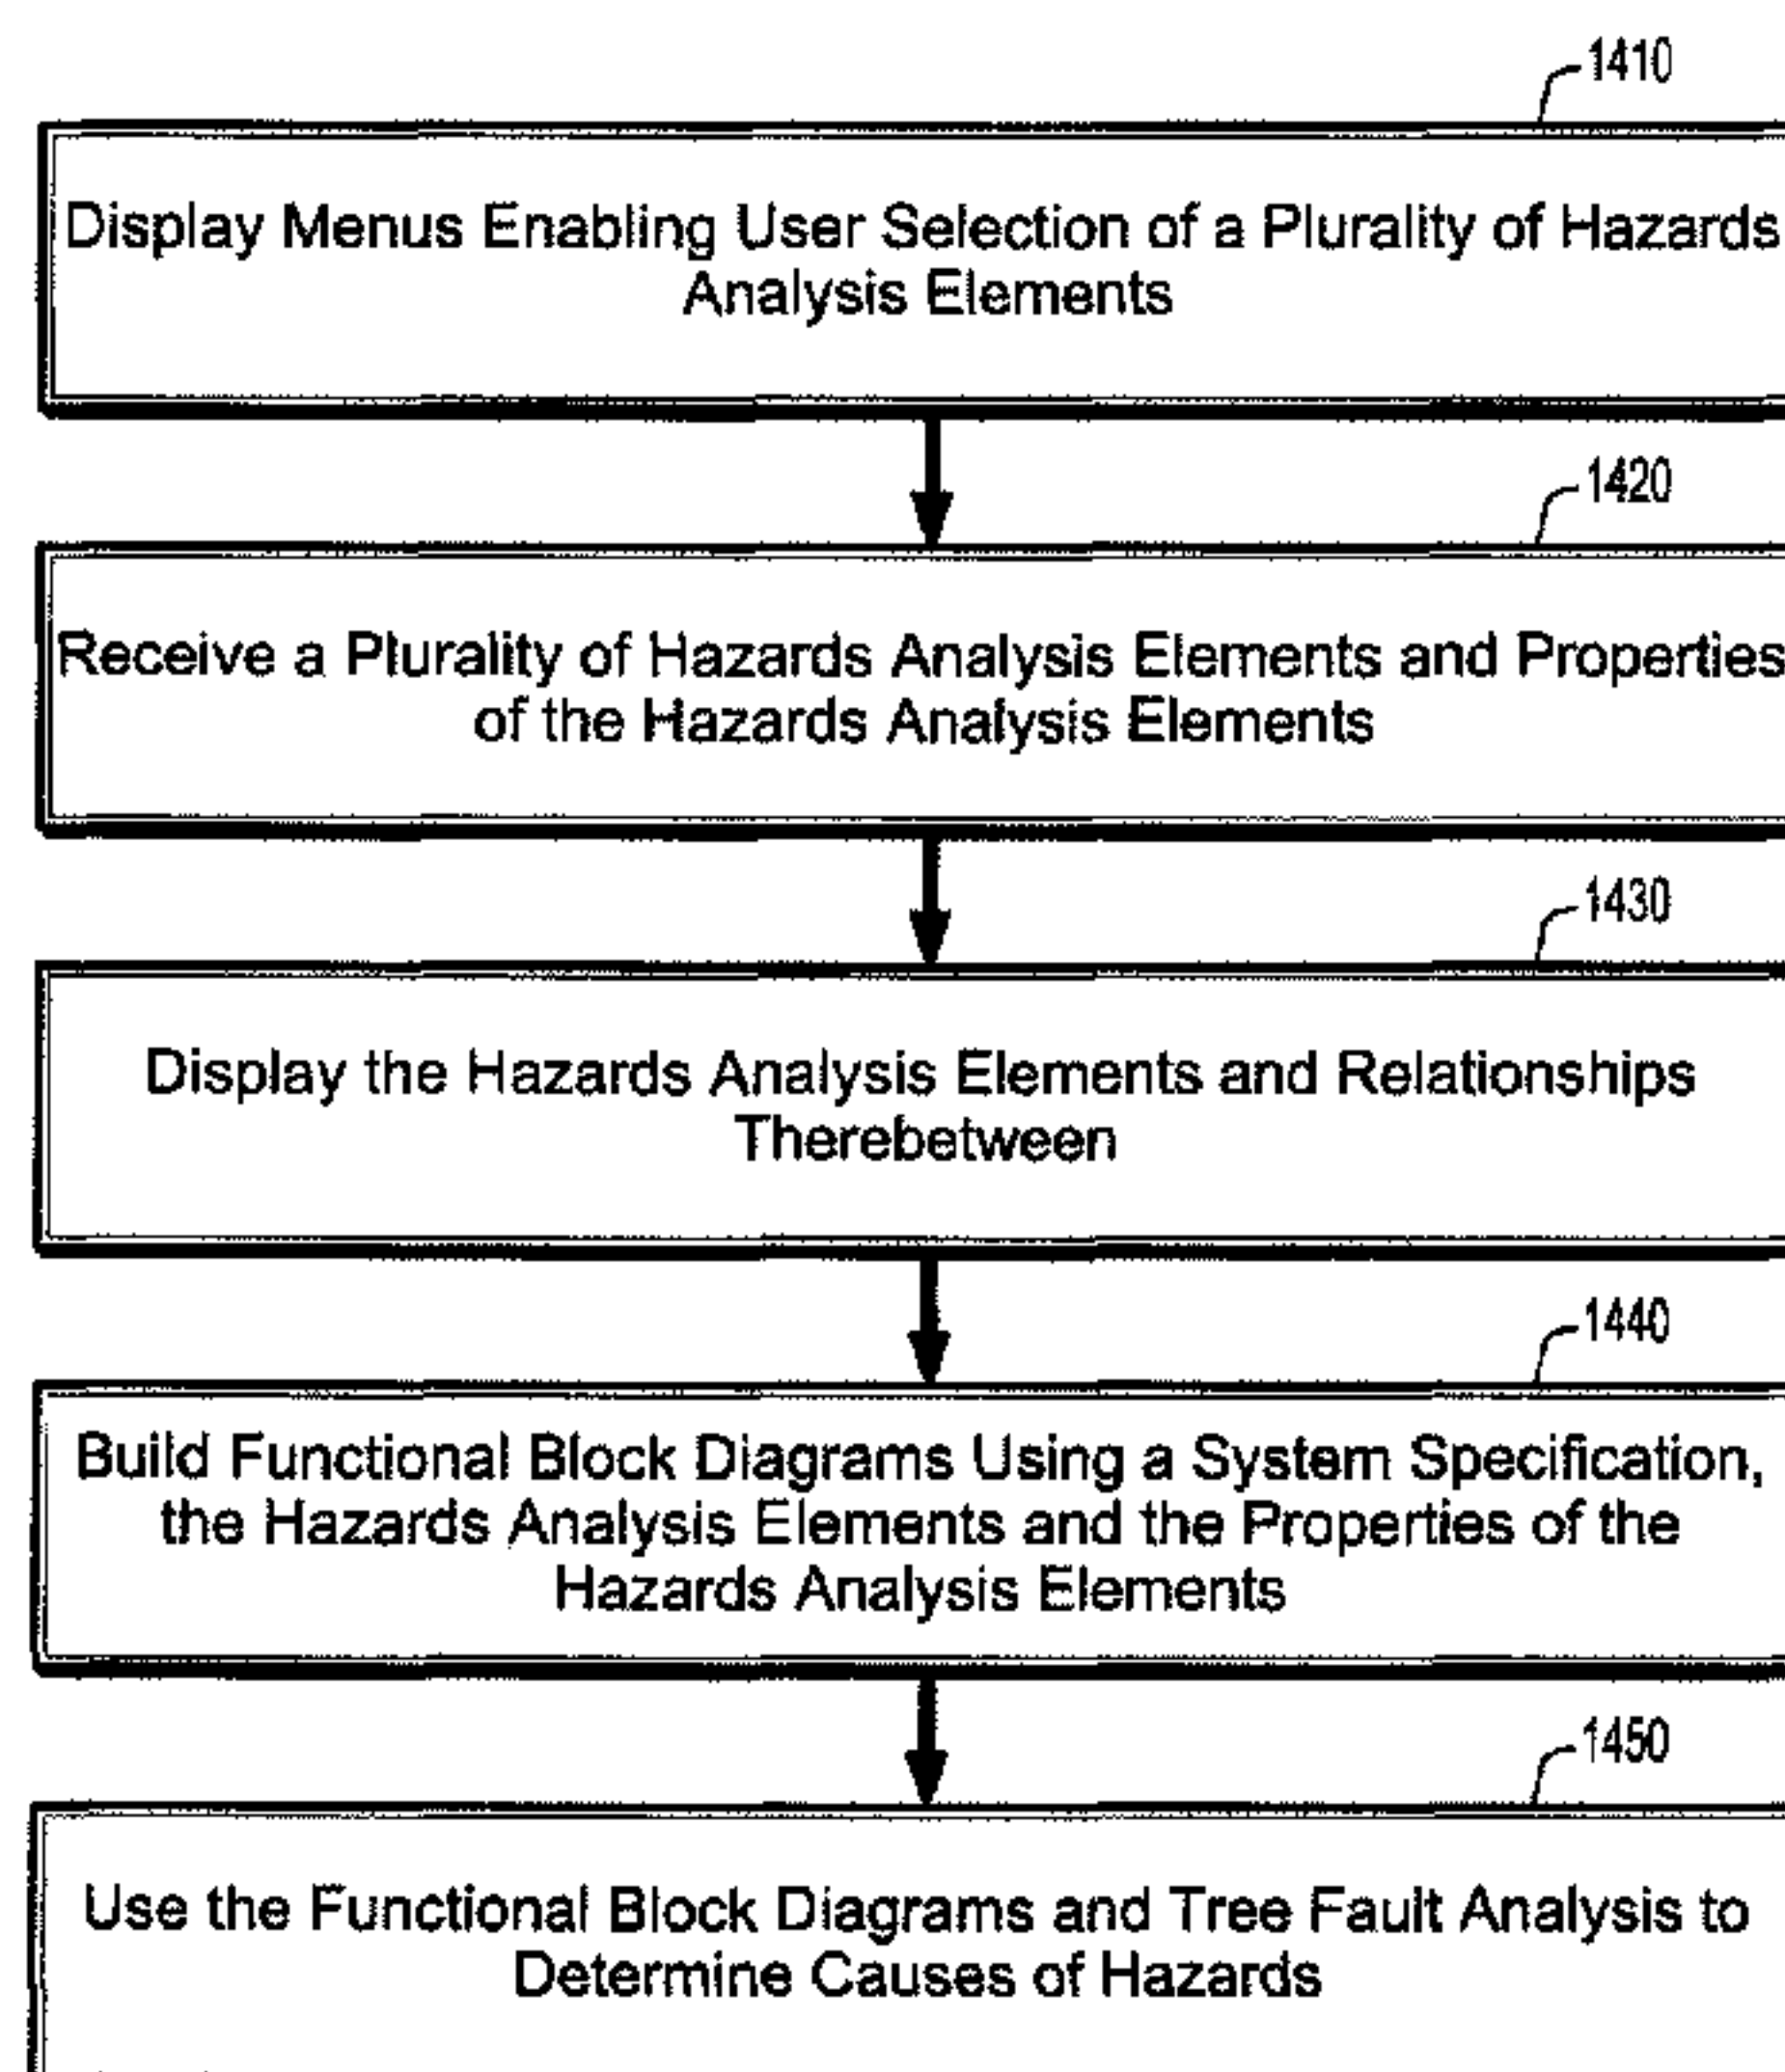 1410
Display Menus Enabling User Selection of a Plurality of Hazards
Analysis Elements
1420
Receive a Plurality of Hazards Analysis Elements and Properties
of the Hazards Analysis Elements
1430
Display the Hazards Analysis Elements and Relationships
Therebetween
1440
Build Functional Block Diagrams Using a System Specification,
the Hazards Analysis Elements and the Properties of the
Hazards Analysis Elements
1450
Use the Functional Block Diagrams and Tree Fault Analysis to
Determine Causes of Hazards